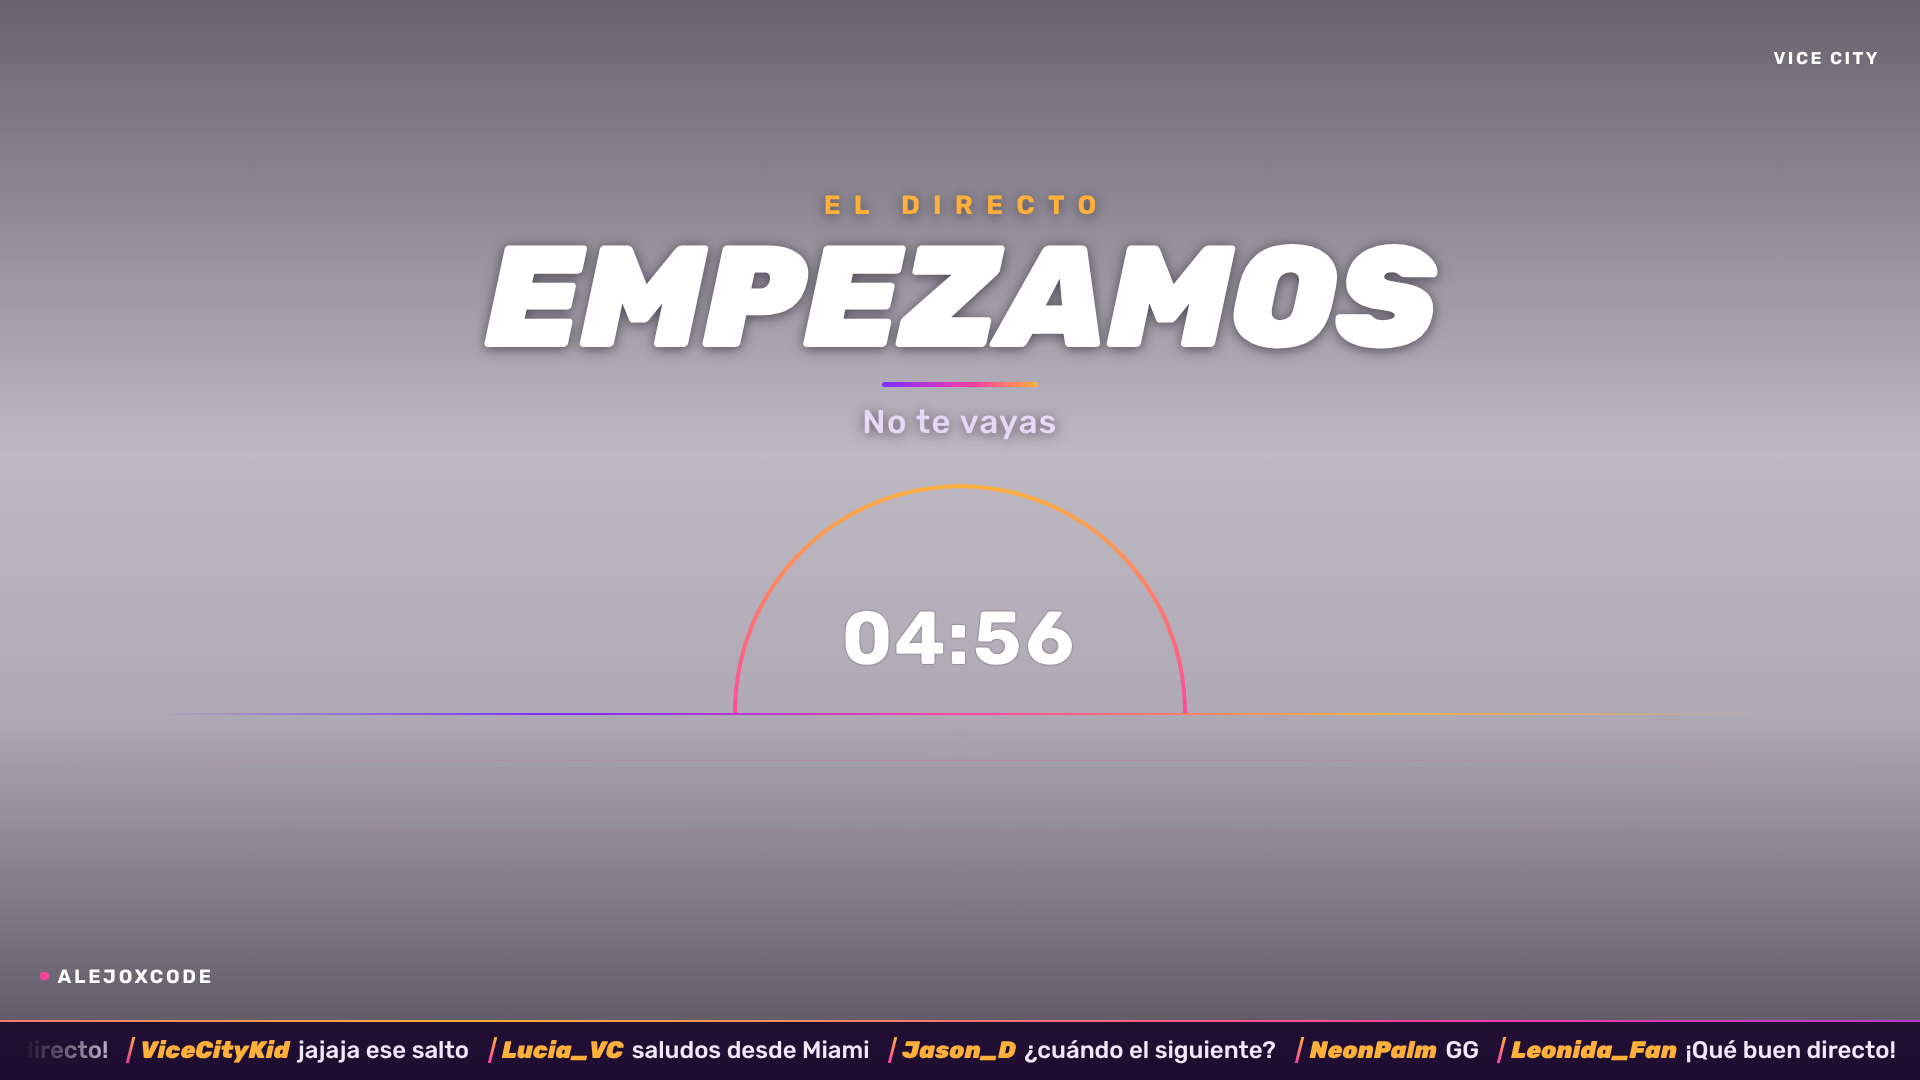 VICE CITY
EL DIRECTO
EMPEZAMOS
No te vayas
04:56
ALEJOXCODE
directo! / ViceCityKid jajaja ese salto / Lucia_VC saludos desde Miami / Jason_D ¿cuándo el siguiente? / NeonPalm GG / Leonida_Fan ¡Qué buen directo!